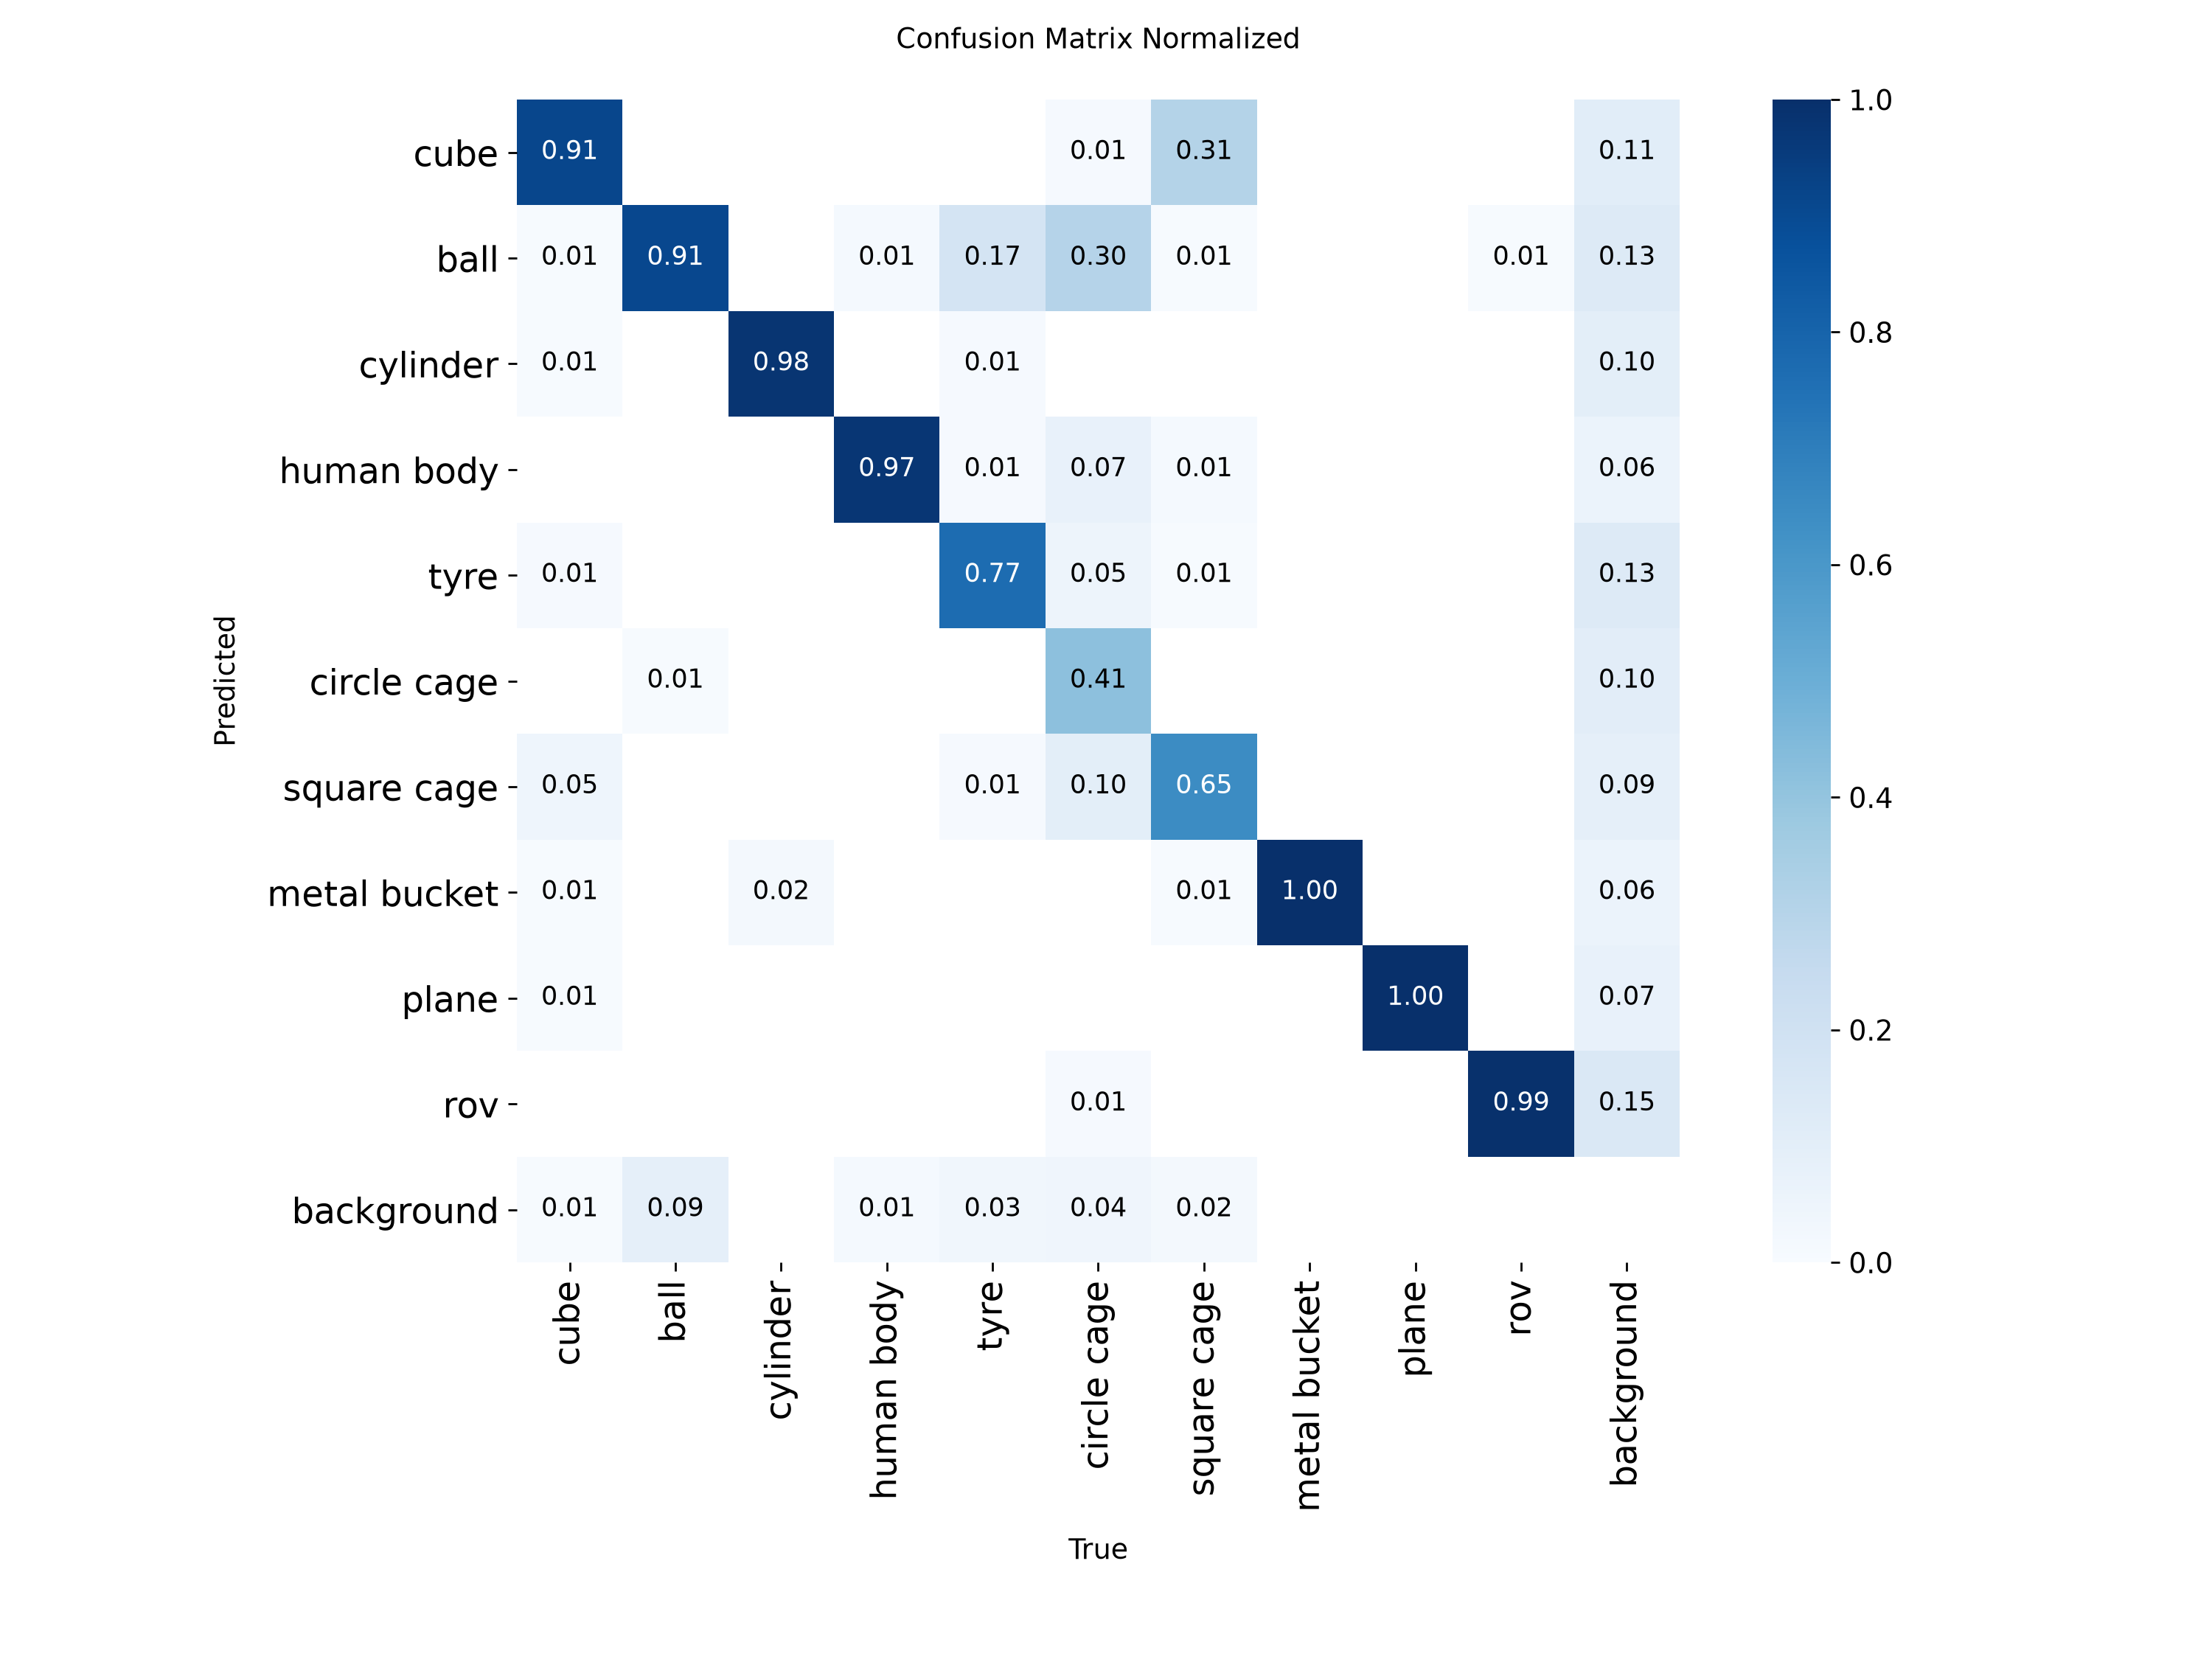 Confusion Matrix Normalized
cube 0.91 0.01 0.31 0.11
ball 0.01 0.91 0.01 0.17 0.30 0.01 0.01 0.13
cylinder 0.01 0.98 0.01 0.10
human body 0.97 0.01 0.07 0.01 0.06
tyre 0.01 0.77 0.05 0.01 0.13
circle cage 0.01 0.41 0.10
square cage 0.05 0.01 0.10 0.65 0.09
metal bucket 0.01 0.02 0.01 1.00 0.06
plane 0.01 1.00 0.07
rov 0.01 0.99 0.15
background 0.01 0.09 0.01 0.03 0.04 0.02
Predicted
cube
ball
cylinder
human body
tyre
circle cage
square cage
metal bucket
plane
rov
background
True
1.0
0.8
0.6
0.4
0.2
0.0